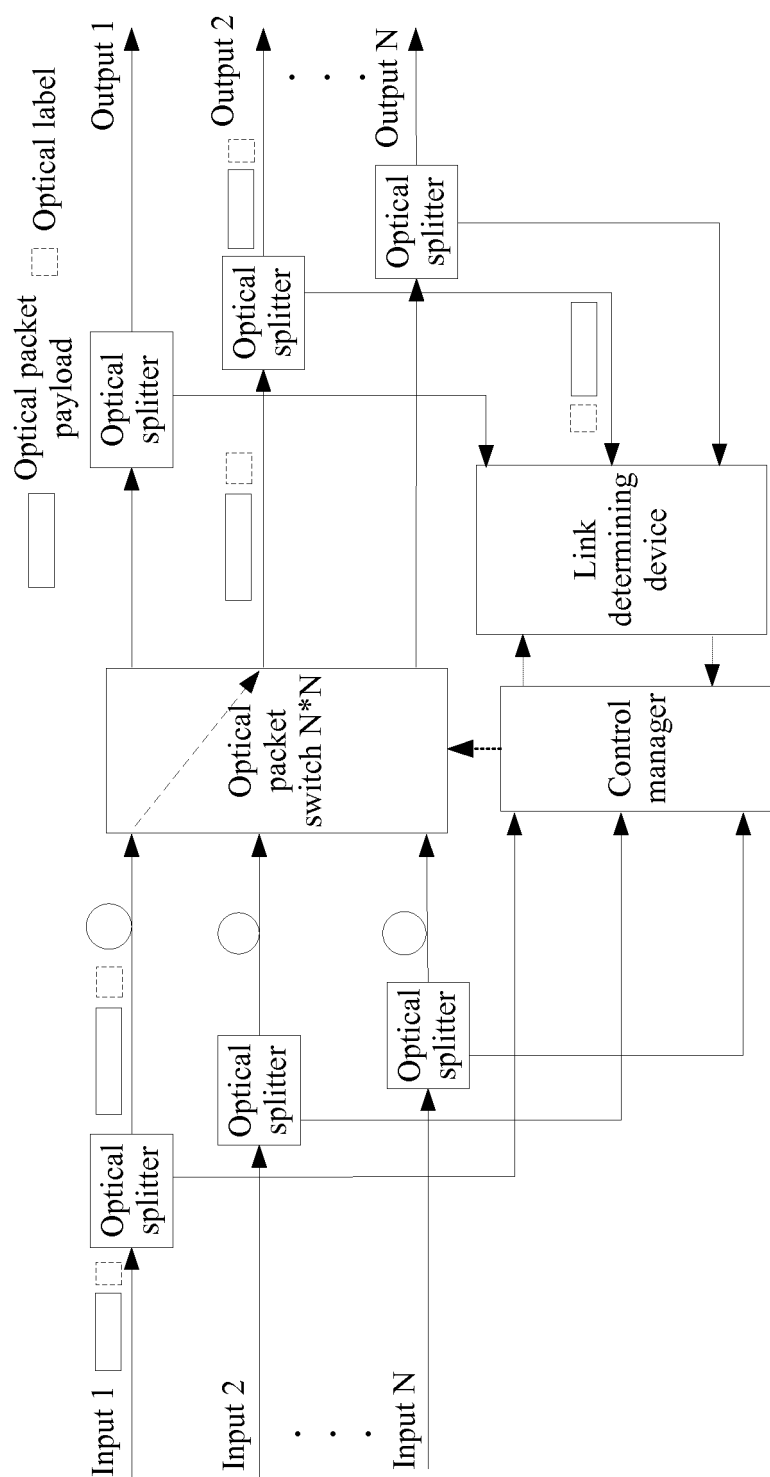 Optical packet
payload
Optical label
Input 1
Optical
splitter
Optical
splitter
Output 1
Input 2
Optical
splitter
Optical
packet
switch N*N
Optical
splitter
Output 2
. . .
. . .
Input N
Optical
splitter
Optical
splitter
Output N
Control
manager
Link
determining
device